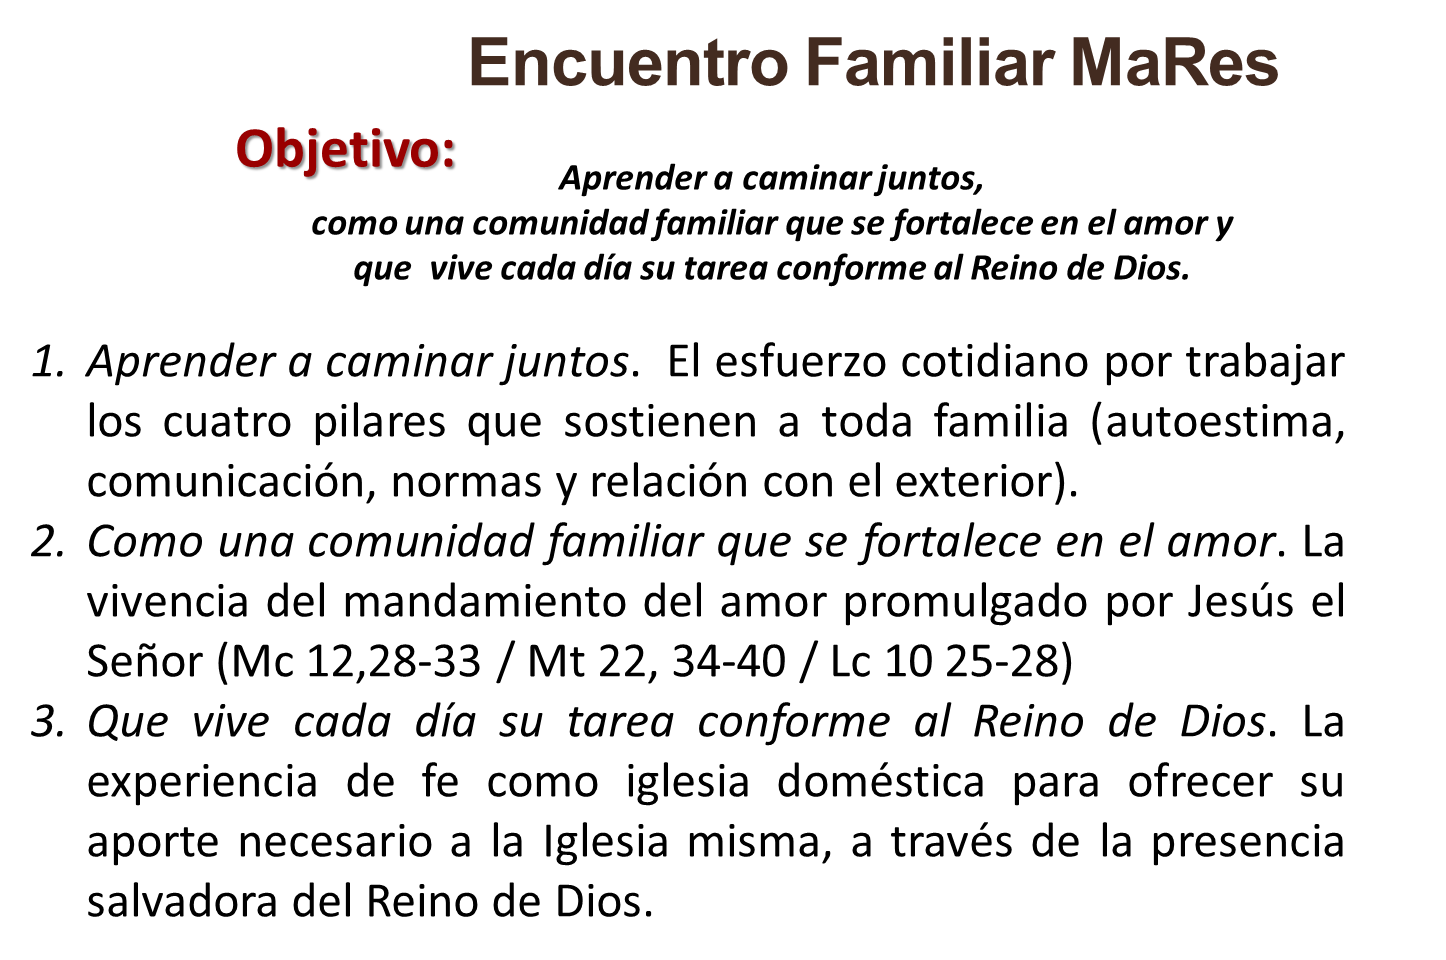 Encuentro Familiar MaRes
Objetivo:
Aprender a caminar juntos,
como una comunidad familiar que se fortalece en el amor y
que  vive cada día su tarea conforme al Reino de Dios.
1. Aprender a caminar juntos.  El esfuerzo cotidiano por trabajar
los cuatro pilares que sostienen a toda familia (autoestima,
comunicación, normas y relación con el exterior).
2. Como una comunidad familiar que se fortalece en el amor. La
vivencia del mandamiento del amor promulgado por Jesús el
Señor (Mc 12,28-33 / Mt 22, 34-40 / Lc 10 25-28)
3. Que vive cada día su tarea conforme al Reino de Dios. La
experiencia de fe como iglesia doméstica para ofrecer su
aporte necesario a la Iglesia misma, a través de la presencia
salvadora del Reino de Dios.